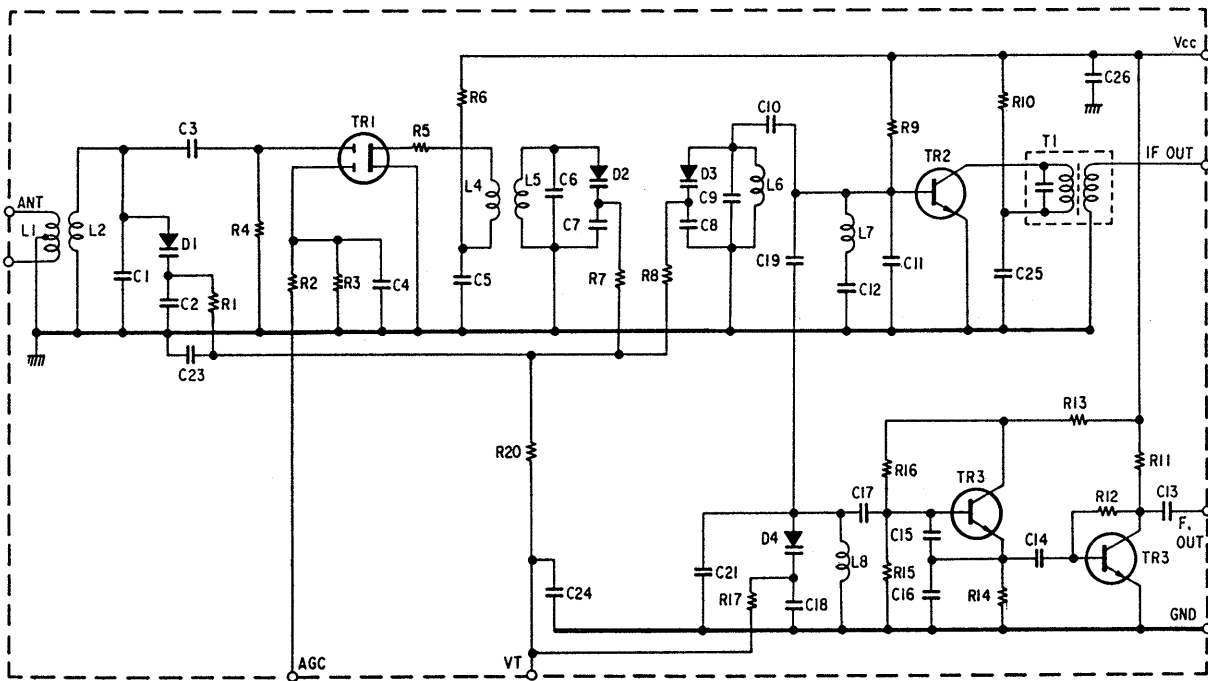 Vcc
C26
R6
C10
R10
C3
TR1
R5
R9
TR2
T1
IF OUT
ANT
L1
L2
D1
R4
L4
L5
C6
D2
D3
L6
C9
C7
C8
L7
C1
C2
R1
R2
R3
C4
C5
R7
R8
C19
C12
C11
C25
C23
R13
R20
R16
R11
TR3
C17
R12
C13
D4
C15
C14
F.
OUT
TR3
C21
L8
R15
C24
R17
C18
C16
R14
GND
AGC
VT